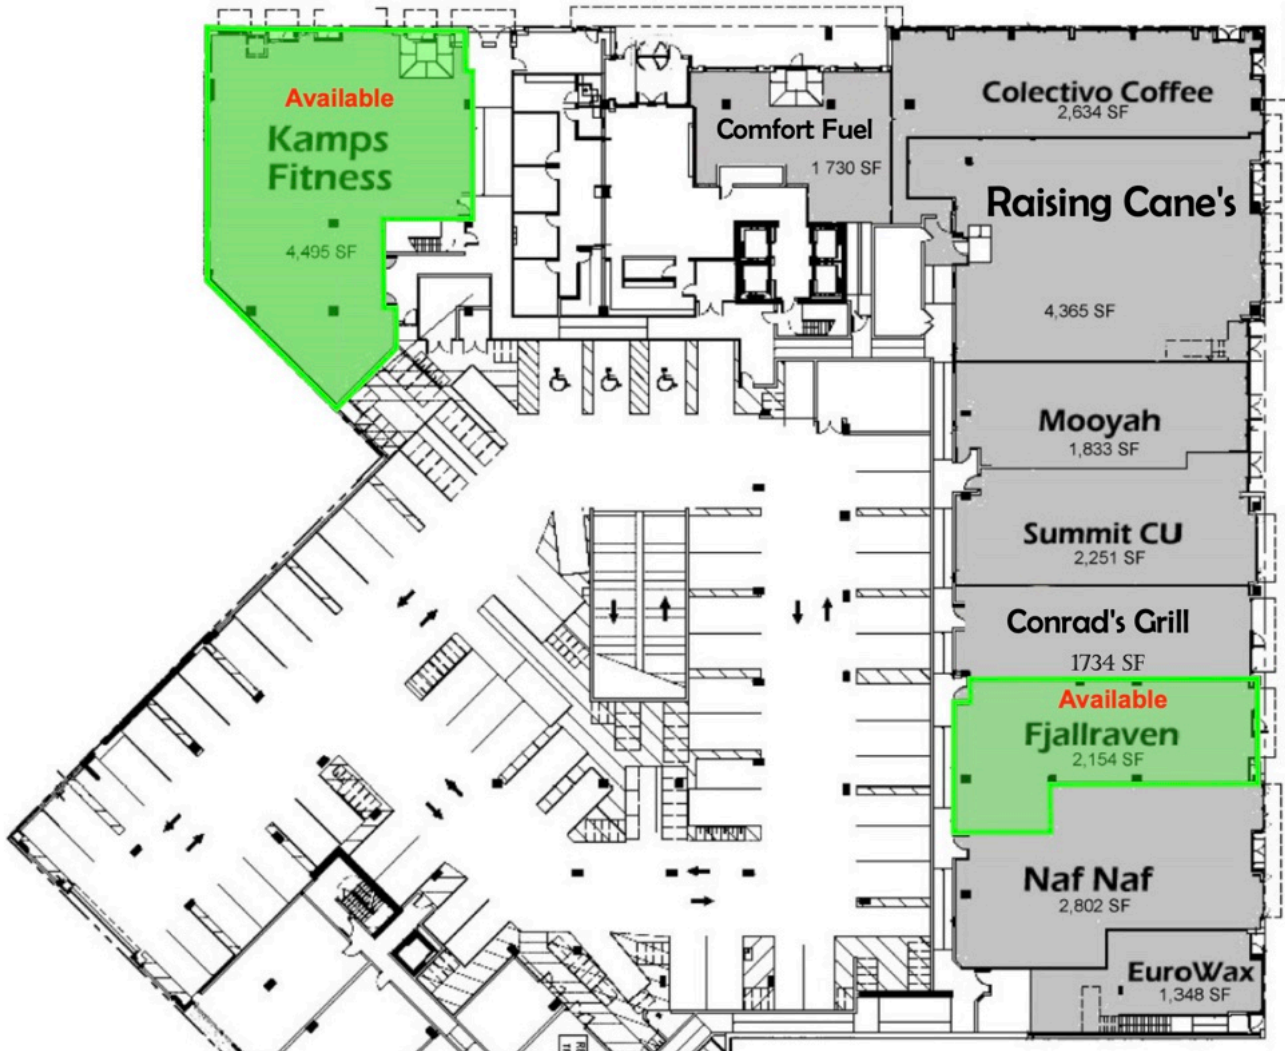 Available
Kamps
Fitness
4,495 SF
Comfort Fuel
1 730 SF
Colectivo Coffee
2,634 SF
Raising Cane's
4,365 SF
Mooyah
1,833 SF
Summit CU
2,251 SF
Conrad's Grill
1734 SF
Available
Fjallraven
2,154 SF
Naf Naf
2,802 SF
EuroWax
1,348 SF